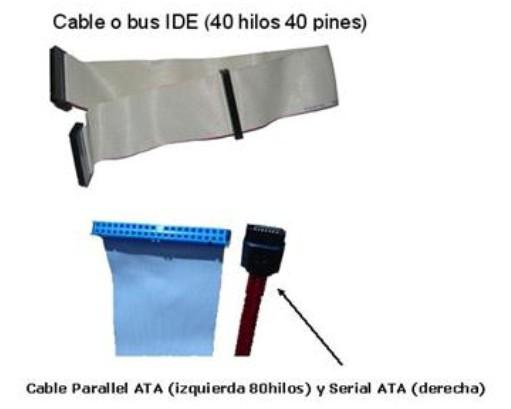 Cable o bus IDE (40 hilos 40 pines)
Cable Parallel ATA (izquierda 80hilos) y Serial ATA (derecha)